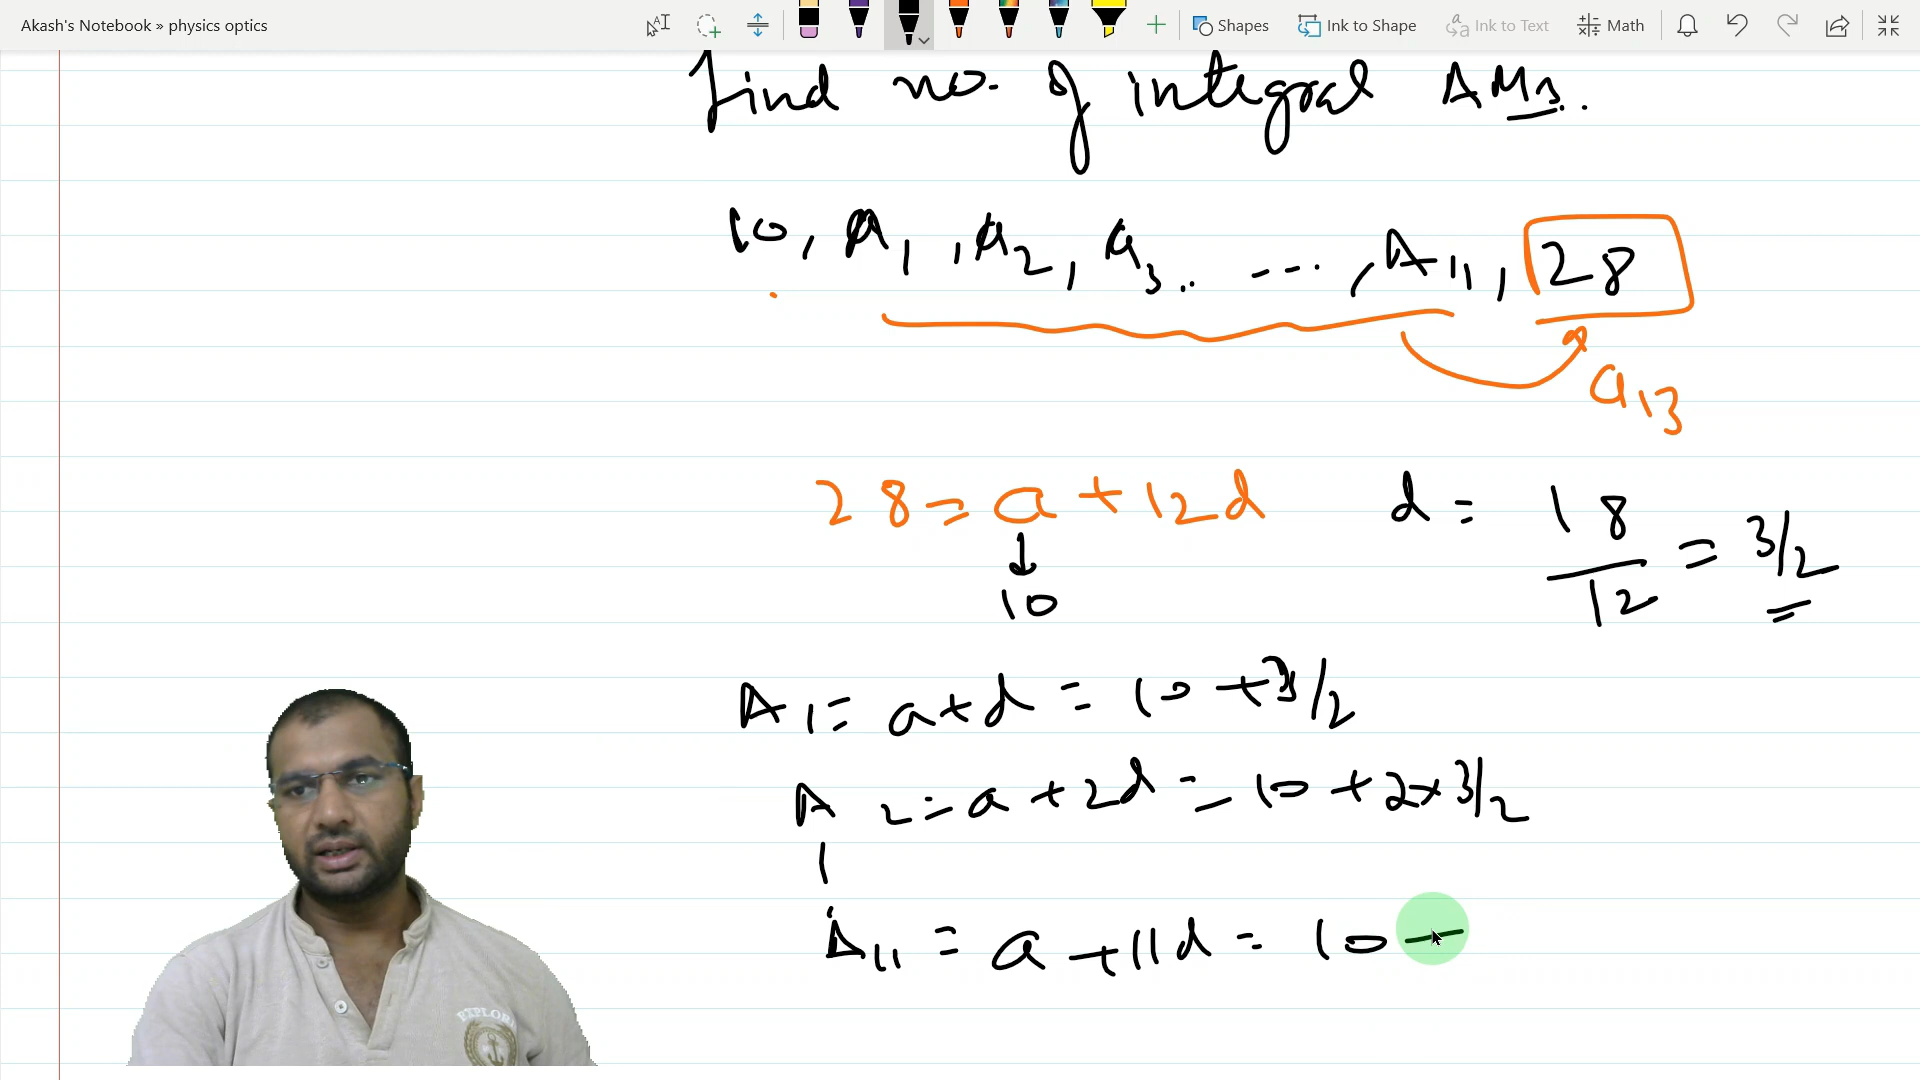 Akash's Notebook » physics optics
Shapes Ink to Shape Ink to Text Math
find no. of integral AMs.
10, A1, A2, A3.. ---, A11, 28
a13
28 = a + 12d
10
d = 18/12 = 3/2
A1 = a+d = 10 + 3/2
A2 = a + 2d = 10 + 2x3/2
A11 = a + 11d = 10 —
EXPLOR